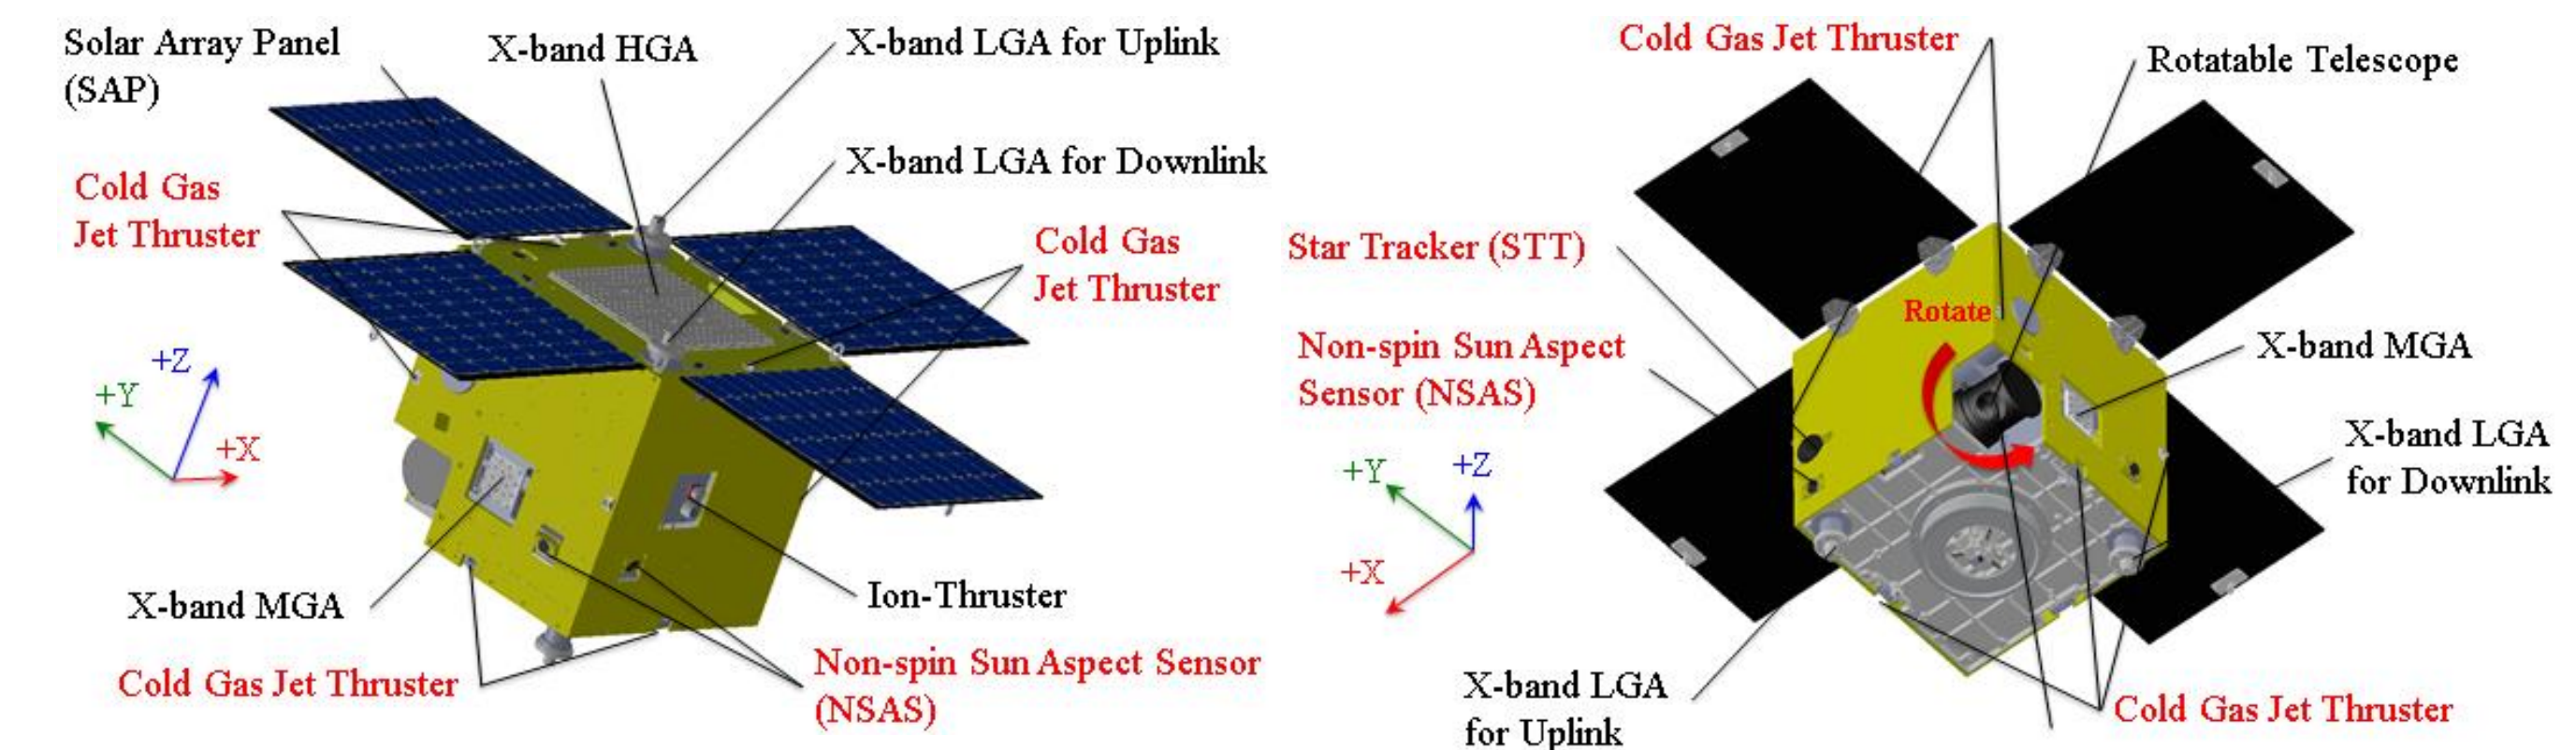 Solar Array Panel
(SAP)
X-band HGA
X-band LGA for Uplink
X-band LGA for Downlink
Cold Gas
Jet Thruster
Cold Gas
Jet Thruster
+Z
+Y
+X
X-band MGA
Ion-Thruster
Cold Gas Jet Thruster
Non-spin Sun Aspect Sensor
(NSAS)
Cold Gas Jet Thruster
Rotatable Telescope
Star Tracker (STT)
Rotate
Non-spin Sun Aspect
Sensor (NSAS)
X-band MGA
+Y
+Z
+X
X-band LGA
for Downlink
X-band LGA
for Uplink
Cold Gas Jet Thruster